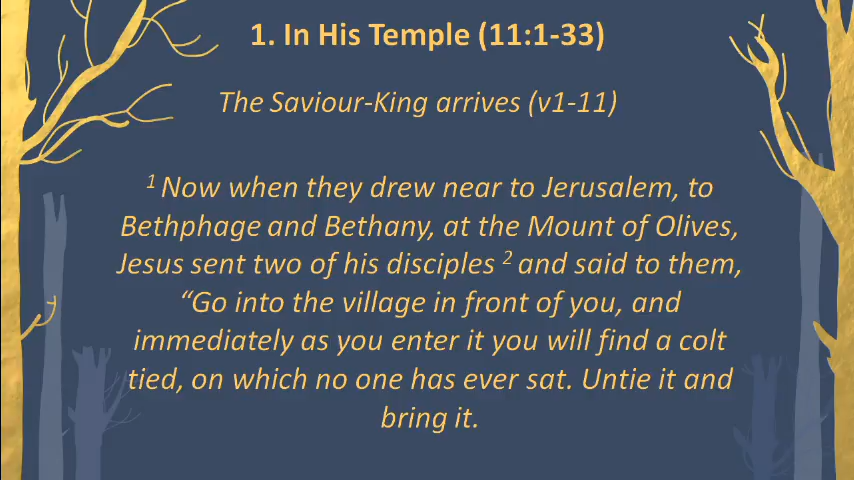 1. In His Temple (11:1-33)
The Saviour-King arrives (v1-11)
1 Now when they drew near to Jerusalem, to
Bethphage and Bethany, at the Mount of Olives,
Jesus sent two of his disciples 2 and said to them,
“Go into the village in front of you, and
immediately as you enter it you will find a colt
tied, on which no one has ever sat. Untie it and
bring it.